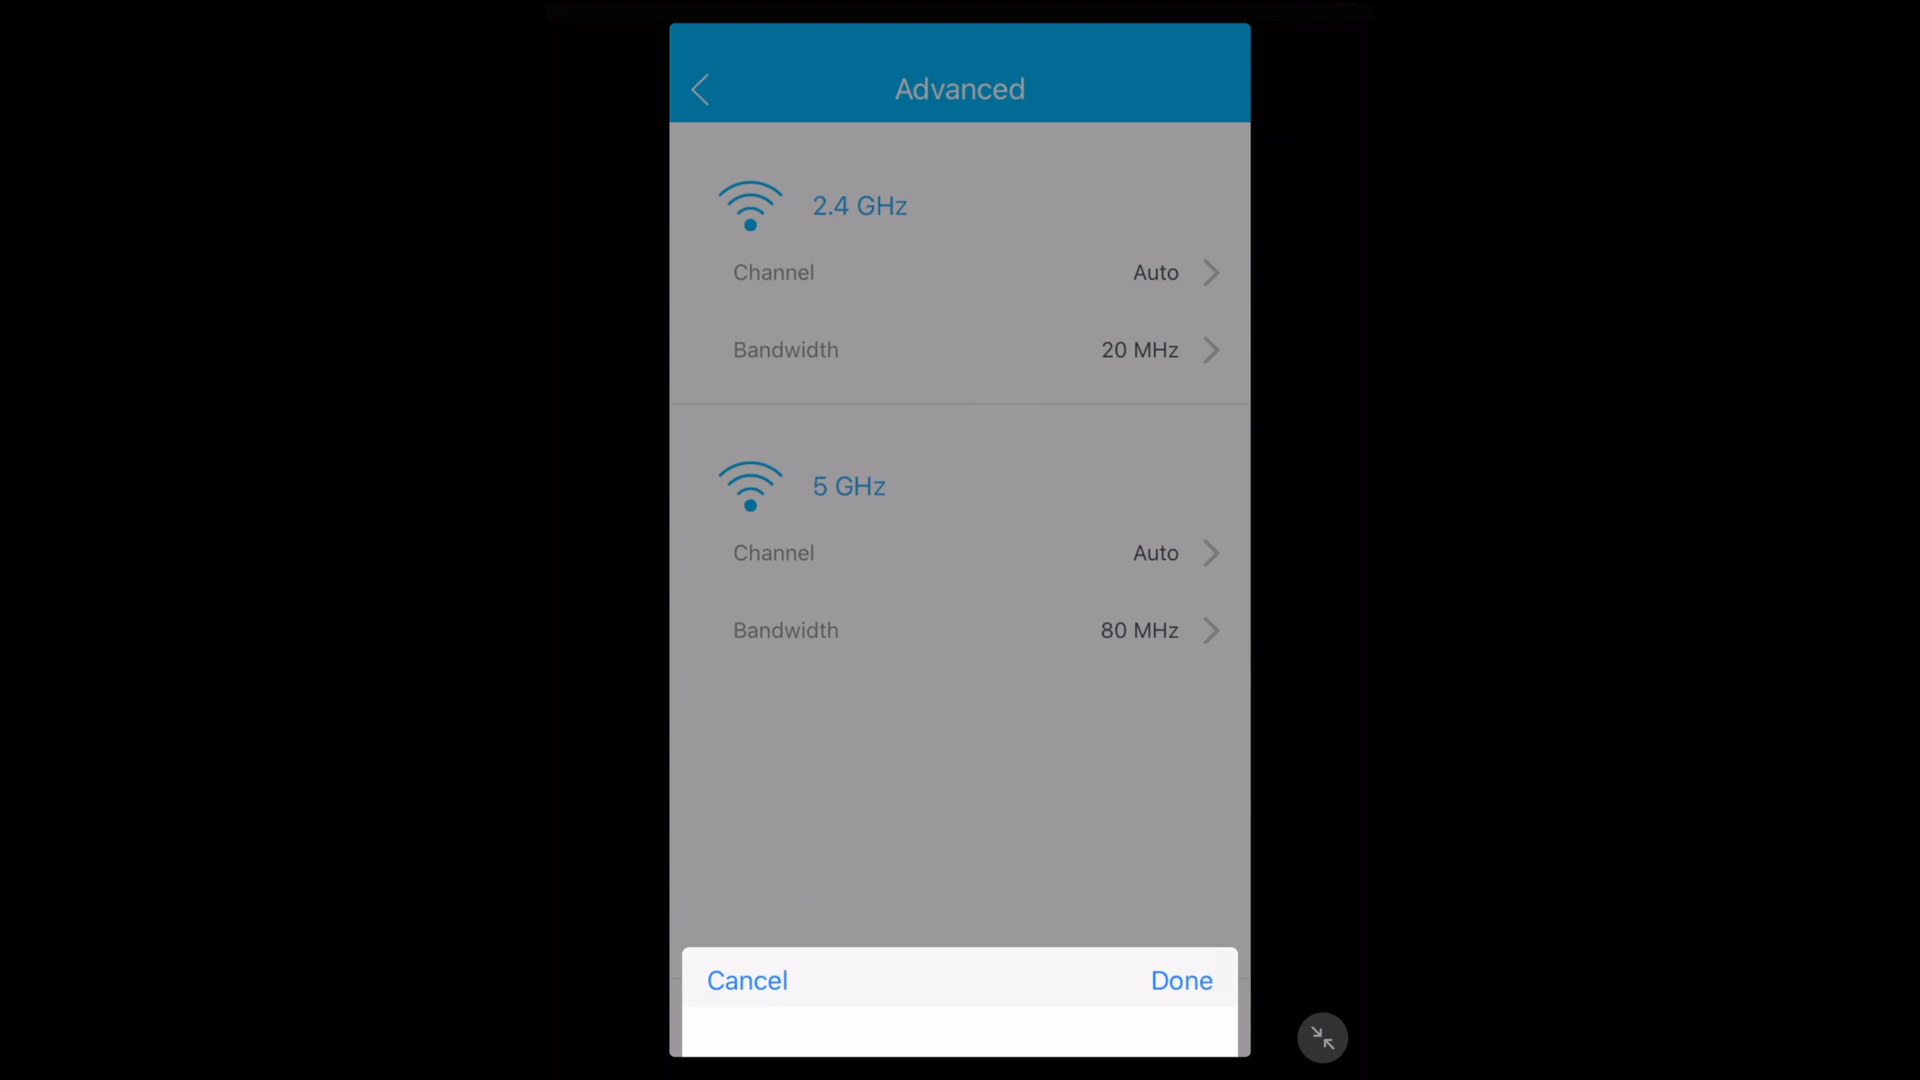 Advanced
2.4 GHz
Channel Auto
Bandwidth 20 MHz
5 GHz
Channel Auto
Bandwidth 80 MHz
Cancel Done